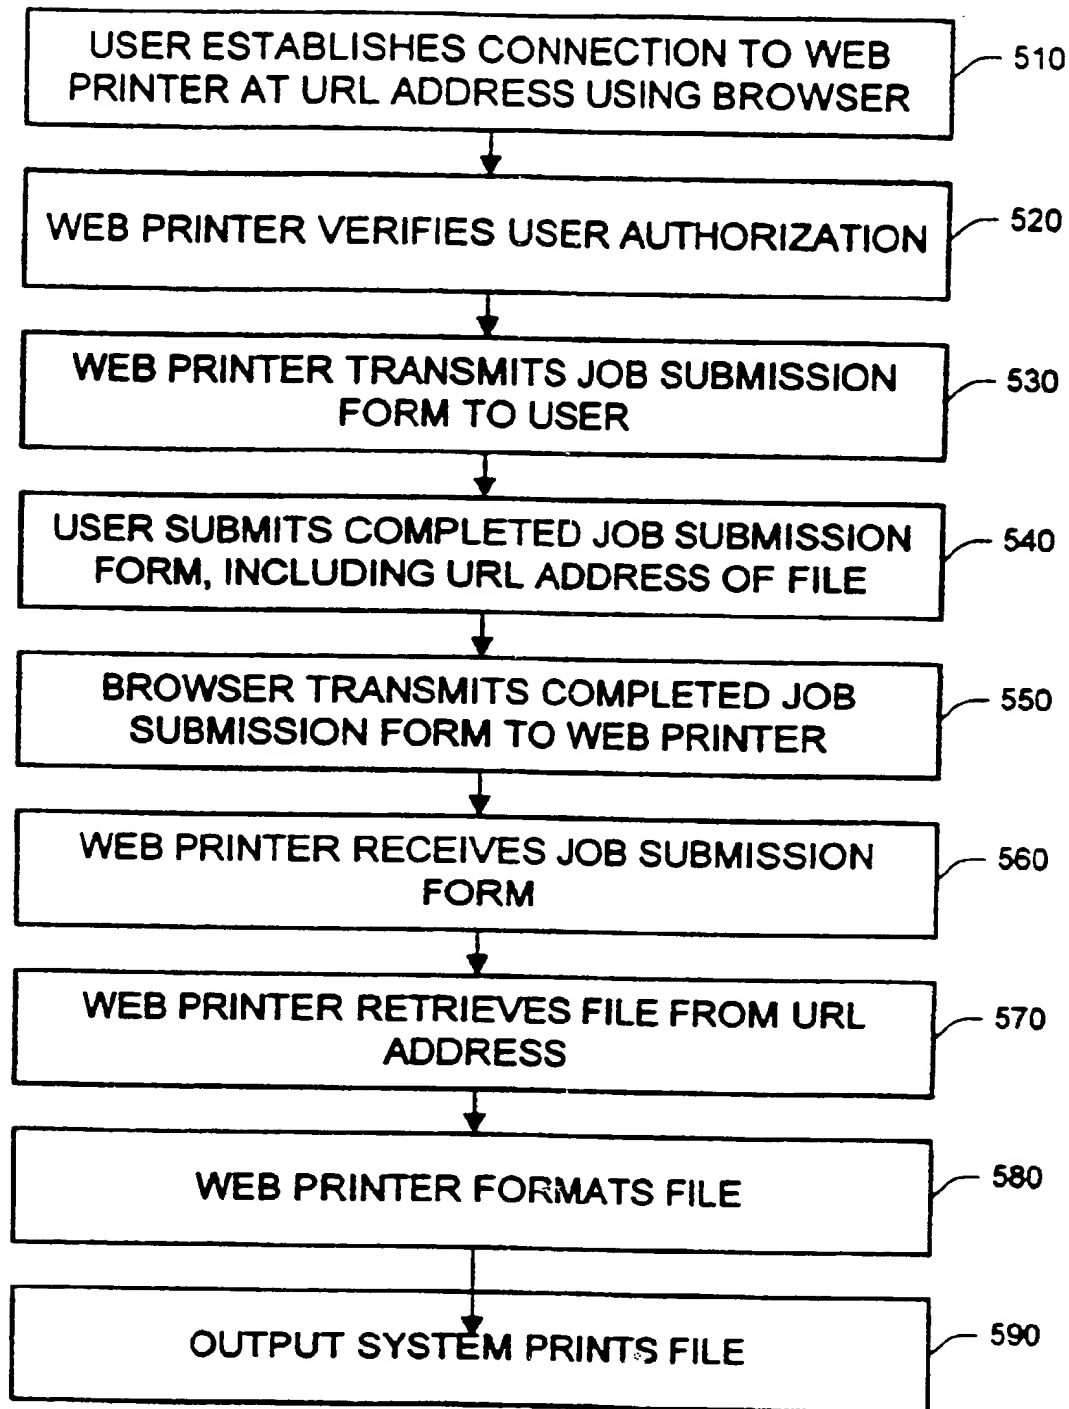 USER ESTABLISHES CONNECTION TO WEB
PRINTER AT URL ADDRESS USING BROWSER
510
WEB PRINTER VERIFIES USER AUTHORIZATION
520
WEB PRINTER TRANSMITS JOB SUBMISSION
FORM TO USER
530
USER SUBMITS COMPLETED JOB SUBMISSION
FORM, INCLUDING URL ADDRESS OF FILE
540
BROWSER TRANSMITS COMPLETED JOB
SUBMISSION FORM TO WEB PRINTER
550
WEB PRINTER RECEIVES JOB SUBMISSION
FORM
560
WEB PRINTER RETRIEVES FILE FROM URL
ADDRESS
570
WEB PRINTER FORMATS FILE
580
OUTPUT SYSTEM PRINTS FILE
590